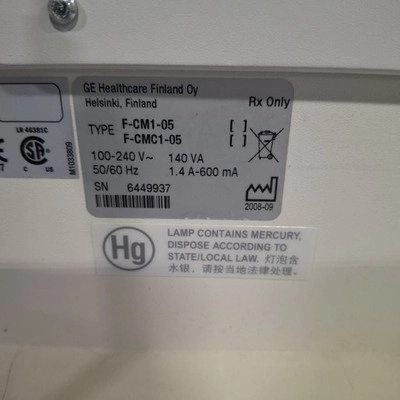 GE Healthcare Finland Oy
Helsinki, Finland
Rx Only
TYPE F-CM1-05 [ ]
F-CMC1-05 [ ]
100-240 V~ 140 VA
50/60 Hz 1.4 A-600 mA
SN 6449937
2008-09
LR 46381C
C US
M1033809
Hg
LAMP CONTAINS MERCURY,
DISPOSE ACCORDING TO
STATE/LOCAL LAW. 灯泡含
水银, 请按当地法律处理。